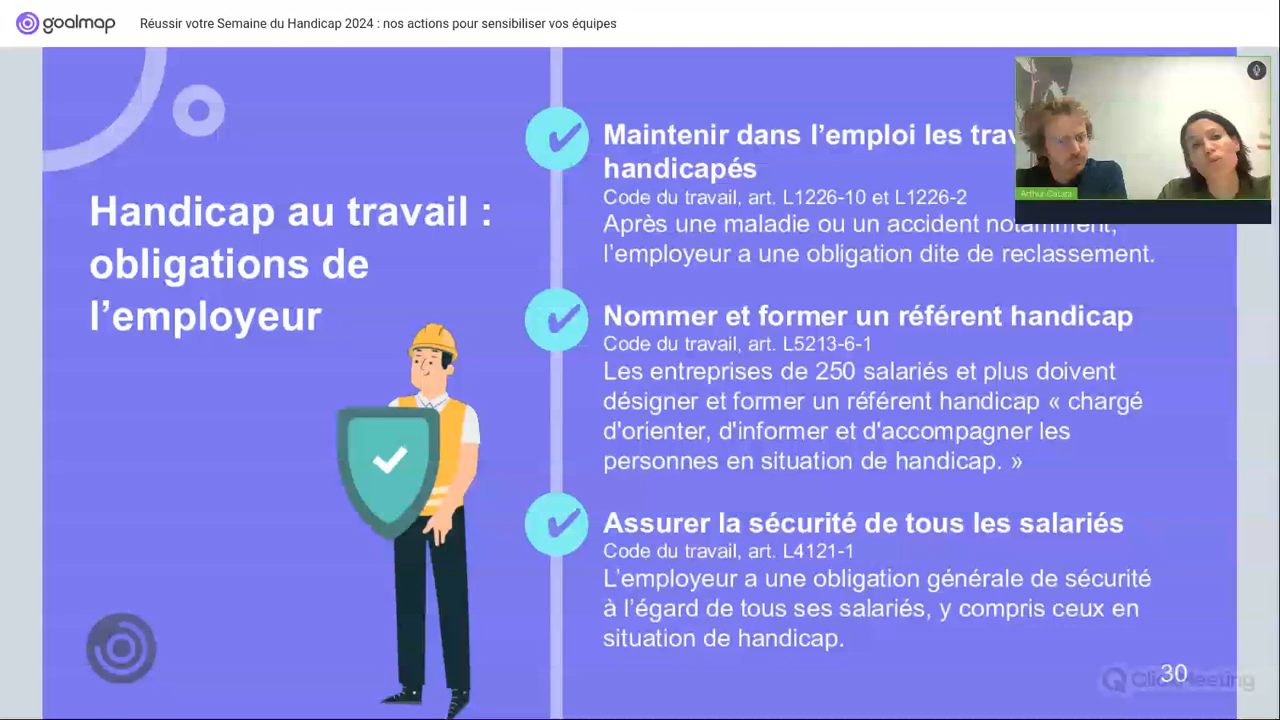 goalmap
Réussir votre Semaine du Handicap 2024 : nos actions pour sensibiliser vos équipes
Handicap au travail :
obligations de
l’employeur
Maintenir dans l’emploi les
handicapés
Code du travail, art. L1226-10 et L1226-2
Après une maladie ou un accident notamment,
l’employeur a une obligation dite de reclassement.
Nommer et former un référent handicap
Code du travail, art. L5213-6-1
Les entreprises de 250 salariés et plus doivent
désigner et former un référent handicap « chargé
d'orienter, d'informer et d'accompagner les
personnes en situation de handicap. »
Assurer la sécurité de tous les salariés
Code du travail, art. L4121-1
L’employeur a une obligation générale de sécurité
à l’égard de tous ses salariés, y compris ceux en
situation de handicap.
30
ClickMeeting
Arthur